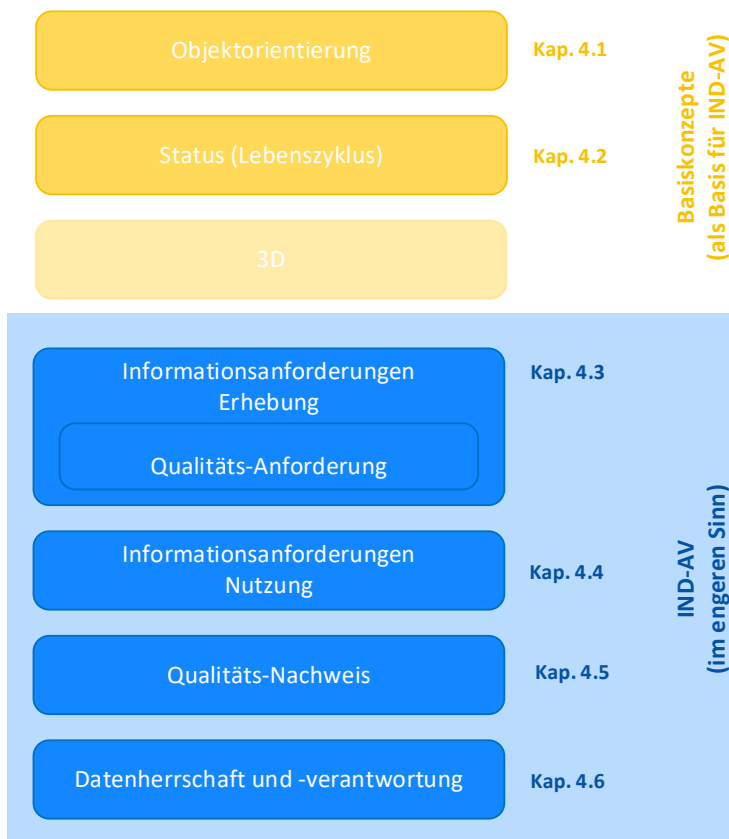 Objektorientierung
Kap. 4.1
Status (Lebenszyklus)
Kap. 4.2
3D
Basiskonzepte
(als Basis für IND-AV)
Informationsanforderungen
Erhebung
Kap. 4.3
Qualitäts-Anforderung
Informationsanforderungen
Nutzung
Kap. 4.4
Qualitäts-Nachweis
Kap. 4.5
Datenherrschaft und -verantwortung
Kap. 4.6
IND-AV
(im engeren Sinn)